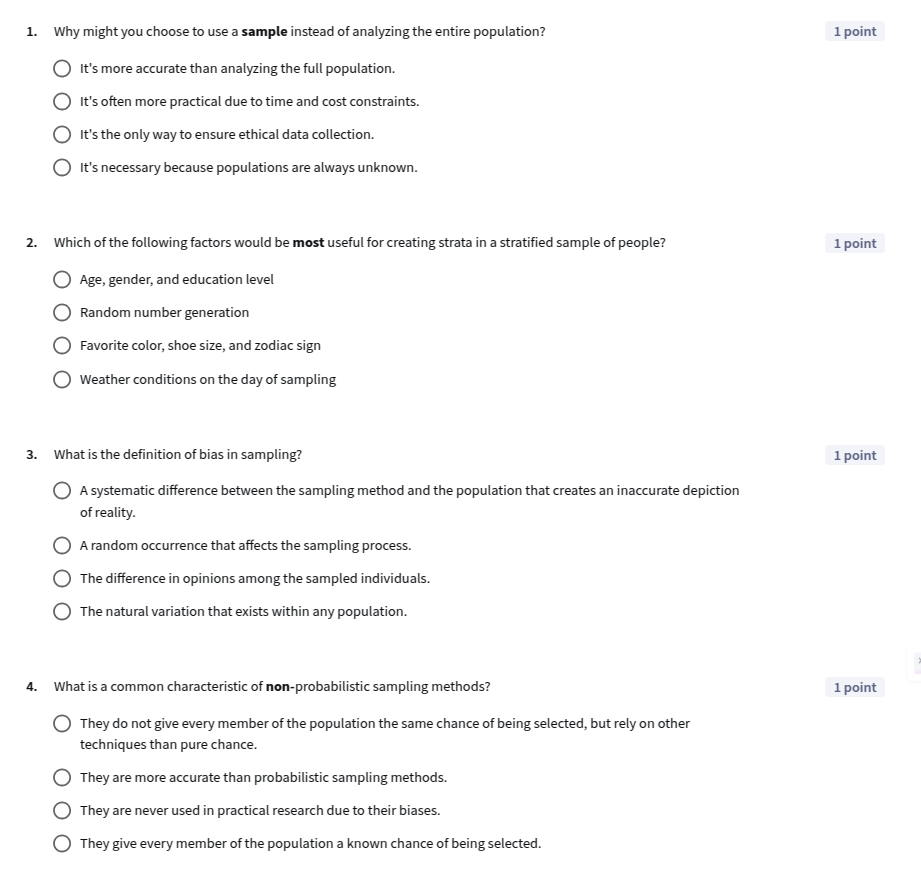 1. Why might you choose to use a sample instead of analyzing the entire population? 1 point
It's more accurate than analyzing the full population.
It's often more practical due to time and cost constraints.
It's the only way to ensure ethical data collection.
It's necessary because populations are always unknown.
2. Which of the following factors would be most useful for creating strata in a stratified sample of people? 1 point
Age, gender, and education level
Random number generation
Favorite color, shoe size, and zodiac sign
Weather conditions on the day of sampling
3. What is the definition of bias in sampling? 1 point
A systematic difference between the sampling method and the population that creates an inaccurate depiction
of reality.
A random occurrence that affects the sampling process.
The difference in opinions among the sampled individuals.
The natural variation that exists within any population.
4. What is a common characteristic of non-probabilistic sampling methods? 1 point
They do not give every member of the population the same chance of being selected, but rely on other
techniques than pure chance.
They are more accurate than probabilistic sampling methods.
They are never used in practical research due to their biases.
They give every member of the population a known chance of being selected.